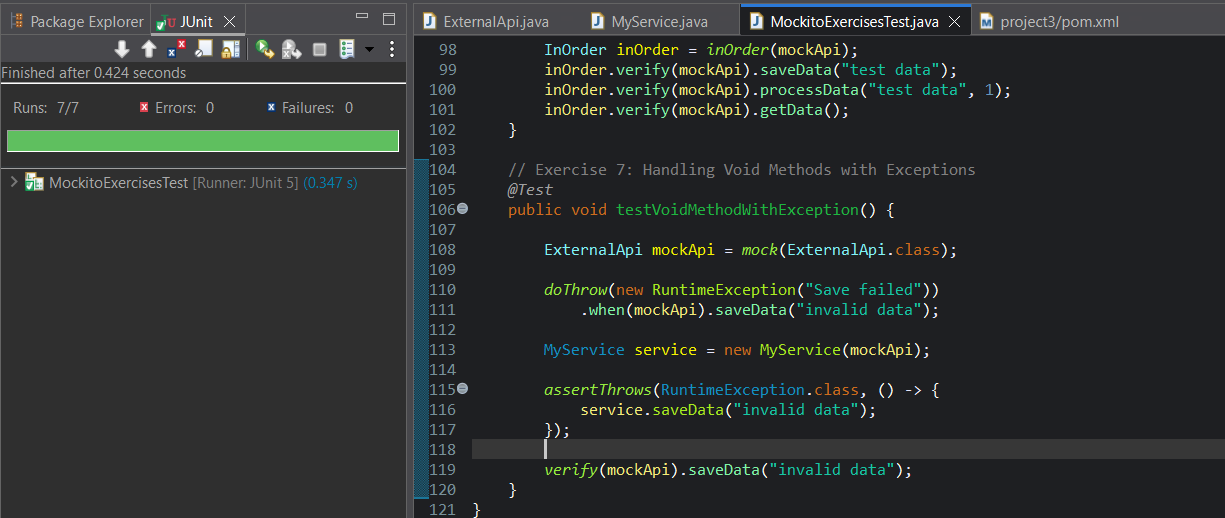 Package Explorer
JUnit
Finished after 0.424 seconds
Runs: 7/7
Errors: 0
Failures: 0
MockitoExercisesTest [Runner: JUnit 5] (0.347 s)
ExternalApi.java
MyService.java
MockitoExercisesTest.java
project3/pom.xml
98 InOrder inOrder = inOrder(mockApi);
99 inOrder.verify(mockApi).saveData("test data");
100 inOrder.verify(mockApi).processData("test data", 1);
101 inOrder.verify(mockApi).getData();
102 }
103
104 // Exercise 7: Handling Void Methods with Exceptions
105 @Test
106 public void testVoidMethodWithException() {
107
108 ExternalApi mockApi = mock(ExternalApi.class);
109
110 doThrow(new RuntimeException("Save failed"))
111 .when(mockApi).saveData("invalid data");
112
113 MyService service = new MyService(mockApi);
114
115 assertThrows(RuntimeException.class, () -> {
116 service.saveData("invalid data");
117 });
118
119 verify(mockApi).saveData("invalid data");
120 }
121 }